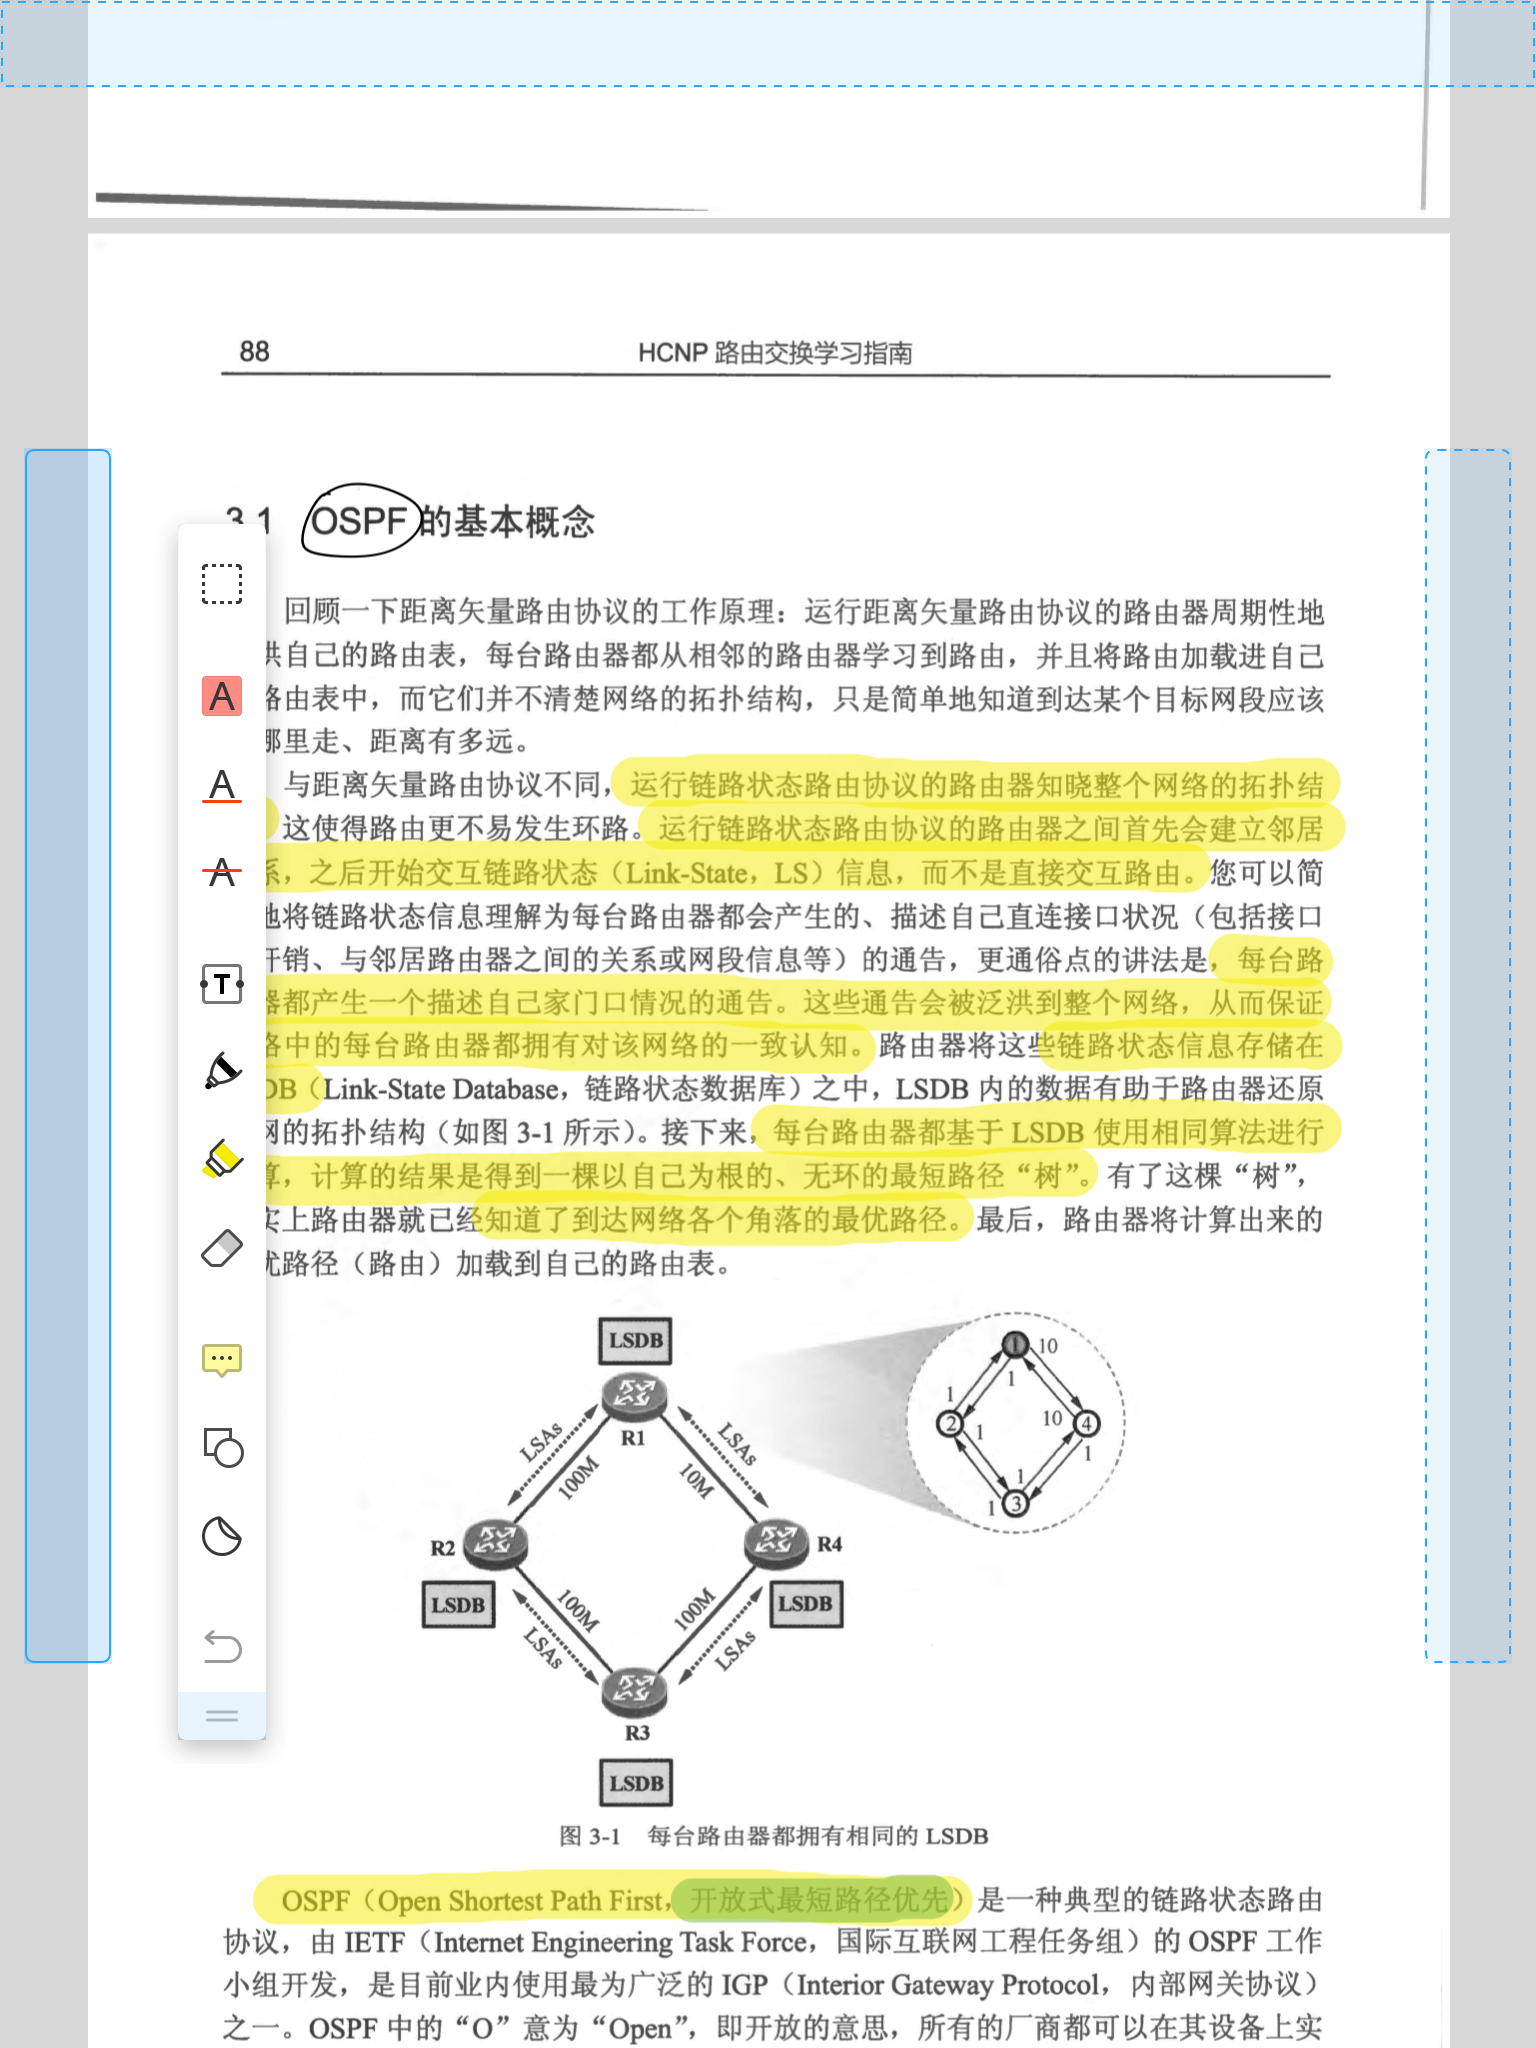 88
HCNP 路由交换学习指南
3.1 OSPF 的基本概念
回顾一下距离矢量路由协议的工作原理：运行距离矢量路由协议的路由器周期性地
自己的路由表，每台路由器都从相邻的路由器学习到路由，并且将路由加载进自己
路由表中，而它们并不清楚网络的拓扑结构，只是简单地知道到达某个目标网段应该
哪里走、距离有多远。
与距离矢量路由协议不同，运行链路状态路由协议的路由器知晓整个网络的拓扑结
这使得路由更不易发生环路。运行链路状态路由协议的路由器之间首先会建立邻居
系，之后开始交互链路状态（Link-State，LS）信息，而不是直接交互路由。您可以简
地将链路状态信息理解为每台路由器都会产生的、描述自己直连接口状况（包括接口
开销、与邻居路由器之间的关系或网段信息等）的通告，更通俗点的讲法是，每台路
器都产生一个描述自己家门口情况的通告。这些通告会被泛洪到整个网络，从而保证
络中的每台路由器都拥有对该网络的一致认知。路由器将这些链路状态信息存储在
DB（Link-State Database，链路状态数据库）之中，LSDB 内的数据有助于路由器还原
网的拓扑结构（如图 3-1 所示）。接下来，每台路由器都基于 LSDB 使用相同算法进行
算，计算的结果是得到一棵以自己为根的、无环的最短路径“树”。有了这棵“树”，
实上路由器就已经知道了到达网络各个角落的最优路径。最后，路由器将计算出来的
优路径（路由）加载到自己的路由表。
LSDB
R1
LSAs
LSAs
100M
10M
R2
R4
LSDB
LSDB
100M
100M
LSAs
LSAs
R3
LSDB
1
10
1
1
2
1
10
4
1
1
1
3
图 3-1 每台路由器都拥有相同的 LSDB
OSPF（Open Shortest Path First，开放式最短路径优先）是一种典型的链路状态路由
协议，由 IETF（Internet Engineering Task Force，国际互联网工程任务组）的 OSPF 工作
小组开发，是目前业内使用最为广泛的 IGP（Interior Gateway Protocol，内部网关协议）
之一。OSPF 中的“O”意为“Open”，即开放的意思，所有的厂商都可以在其设备上实